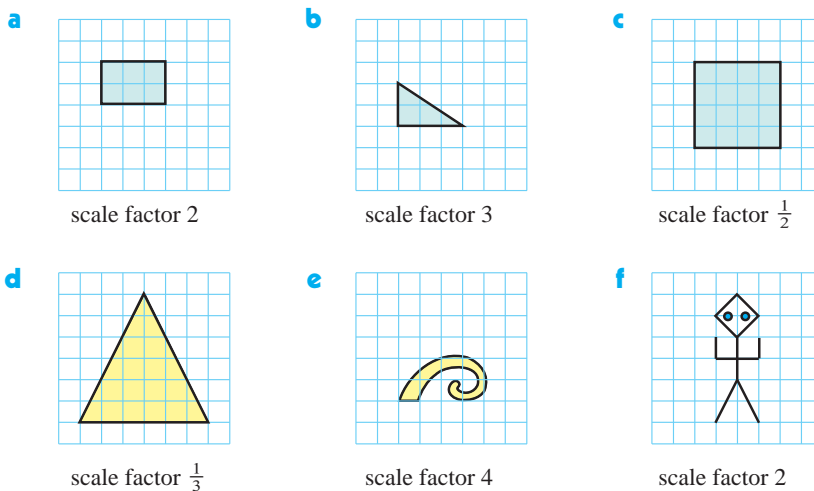 a b c
scale factor 2 scale factor 3 scale factor 1/2
d e f
scale factor 1/3 scale factor 4 scale factor 2